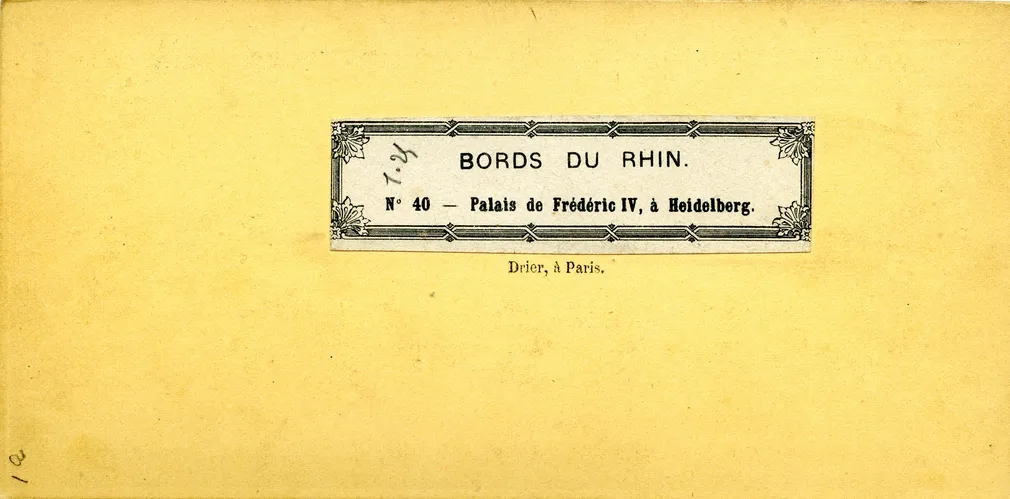 BORDS DU RHIN.
N° 40 — Palais de Frédéric IV, à Heidelberg.
Drier, à Paris.